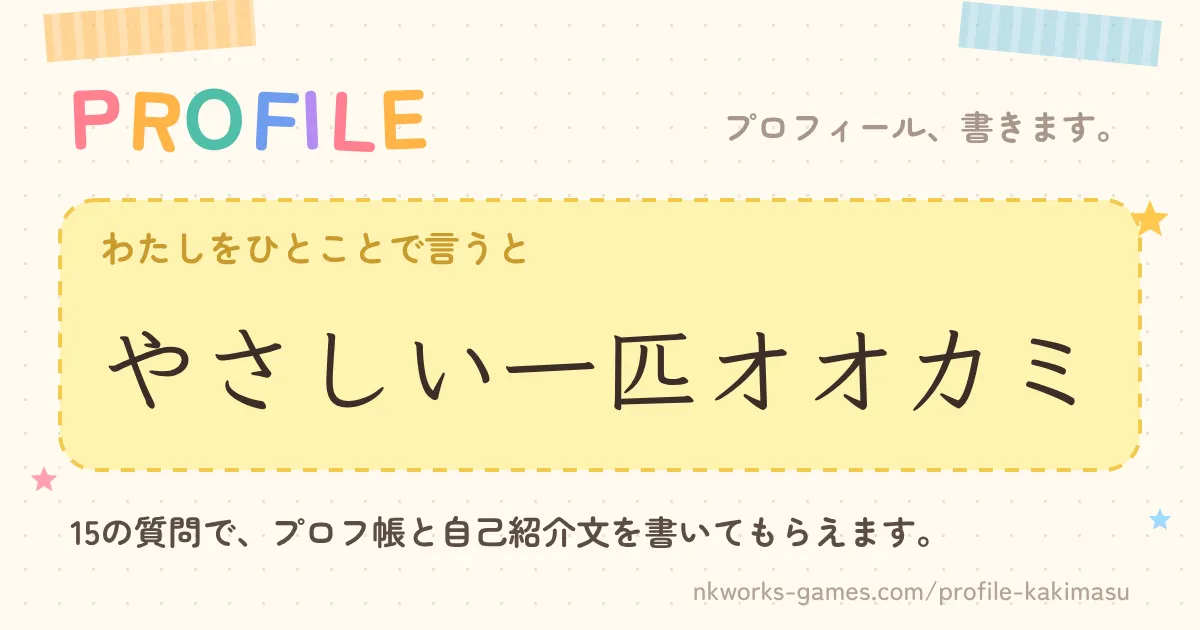 PROFILE
プロフィール、書きます。
わたしをひとことで言うと
やさしい一匹オオカミ
15の質問で、プロフ帳と自己紹介文を書いてもらえます。
nkworks-games.com/profile-kakimasu